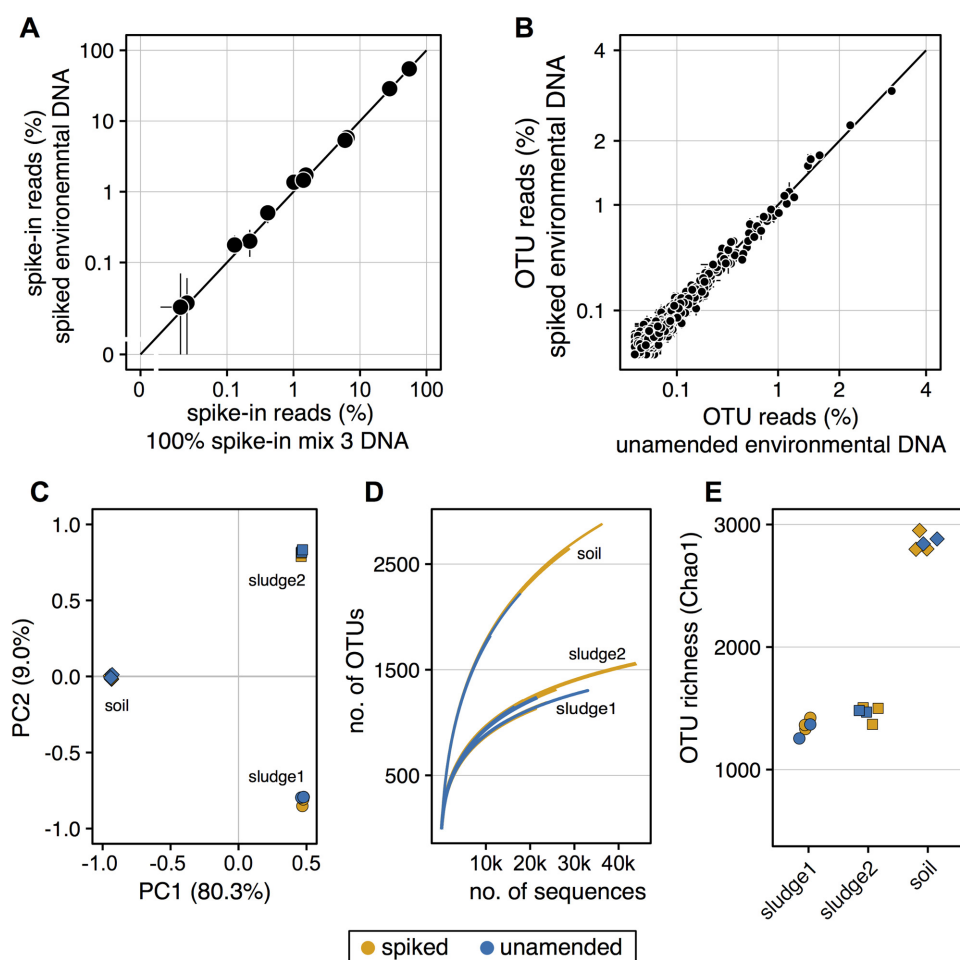 A
spike-in reads (%)
spiked environemntal DNA
100
10
1
0.1
0
0
0.1
1
10
100
spike-in reads (%)
100% spike-in mix 3 DNA
B
OTU reads (%)
spiked environmental DNA
4
2
1
0.1
0.1
1
2
4
OTU reads (%)
unamended environmental DNA
C
PC2 (9.0%)
1.0
0.5
0.0
-0.5
-1.0
sludge2
soil
sludge1
-1.0
0.0
0.5
PC1 (80.3%)
D
no. of OTUs
2500
1500
500
soil
sludge2
sludge1
10k
20k
30k
40k
no. of sequences
E
OTU richness (Chao1)
3000
2000
1000
sludge1
sludge2
soil
spiked
unamended